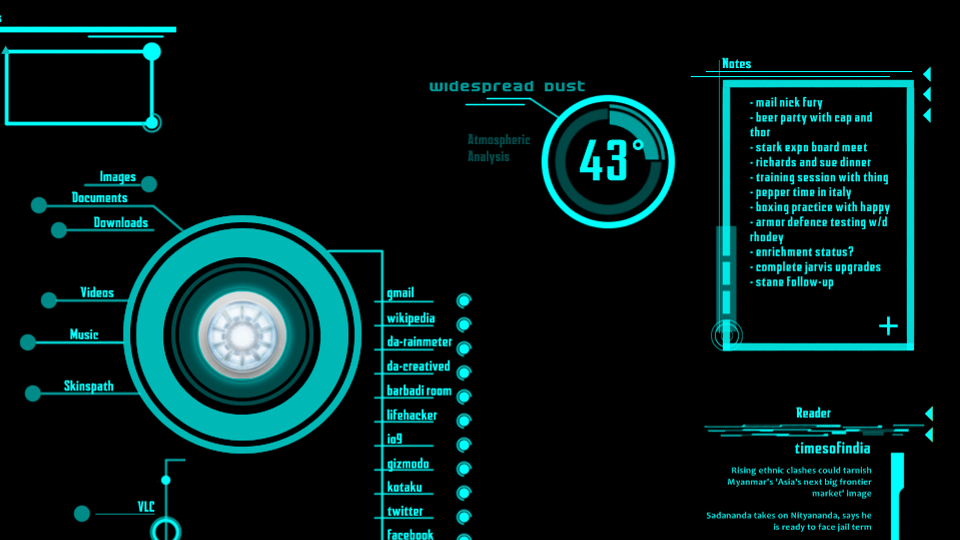 Images
Documents
Downloads
Videos
Music
Skinspath
VLC
widespread dust
Atmospheric
Analysis
43°
gmail
wikipedia
da-rainmeter
da-creatived
barbadi room
lifehacker
io9
gizmodo
kotaku
twitter
facebook
Notes
- mail nick fury
- beer party with cap and
thor
- stark expo board meet
- richards and sue dinner
- training session with thing
- pepper time in italy
- boxing practice with happy
- armor defence testing w/d
rhodey
- enrichment status?
- complete jarvis upgrades
- stane follow-up
+
Reader
timesofindia
Rising ethnic clashes could tarnish
Myanmar's 'Asia's next big frontier
market' image
Sadananda takes on Nityananda, says he
is ready to face jail term